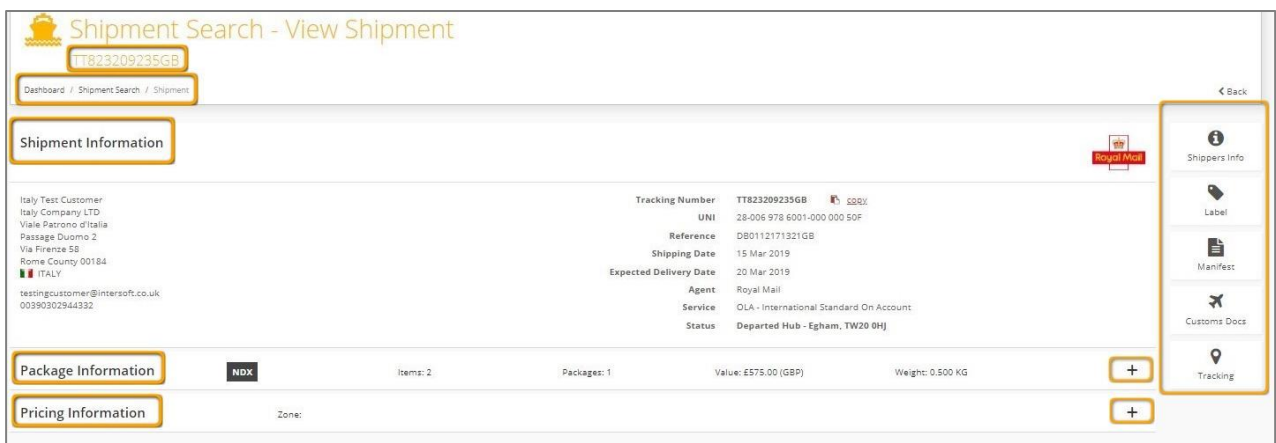 Shipment Search - View Shipment
TT823209235GB
Dashboard / Shipment Search / Shipment
Back
Shipment Information
Royal Mail
Shippers Info
Label
Manifest
Customs Docs
Tracking
Italy Test Customer
Italy Company LTD
Viale Patrono d'Italia
Passage Duomo 2
Via Firenze 58
Rome County 00184
ITALY
testingcustomer@intersoft.co.uk
00390302944332
Tracking Number TT823209235GB copy
UNI 28-006 978 6001-000 000 50F
Reference DB0112171321GB
Shipping Date 15 Mar 2019
Expected Delivery Date 20 Mar 2019
Agent Royal Mail
Service OLA - International Standard On Account
Status Departed Hub - Egham, TW20 0HJ
Package Information NDX Items: 2 Packages: 1 Value: £575.00 (GBP) Weight: 0.500 KG +
Pricing Information Zone: +